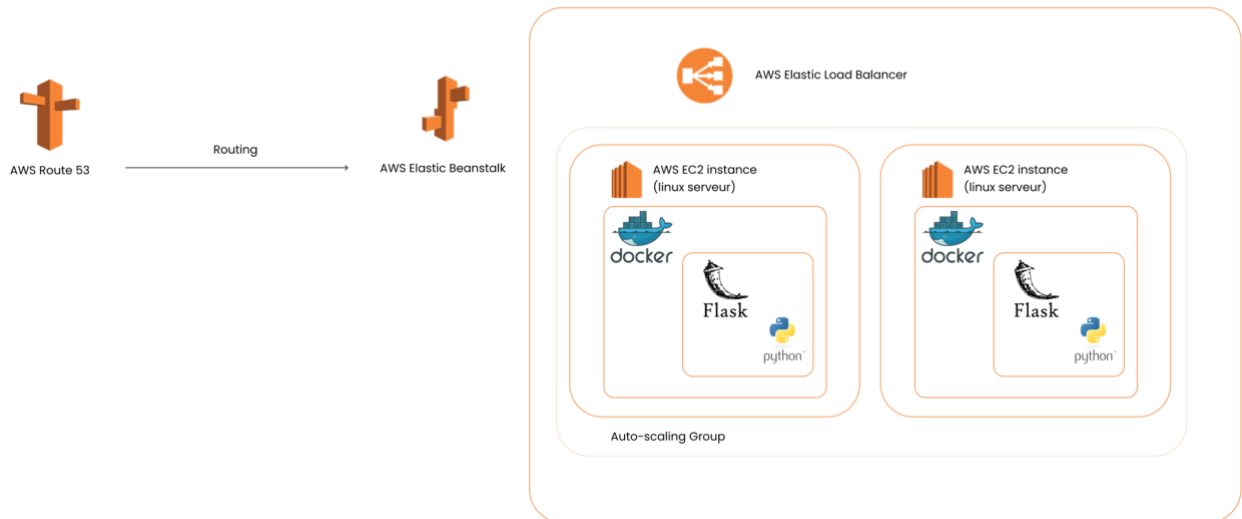 AWS Elastic Load Balancer
Routing
AWS Route 53
AWS Elastic Beanstalk
AWS EC2 instance
(linux serveur)
docker
Flask
python
AWS EC2 instance
(linux serveur)
docker
Flask
python
Auto-scaling Group